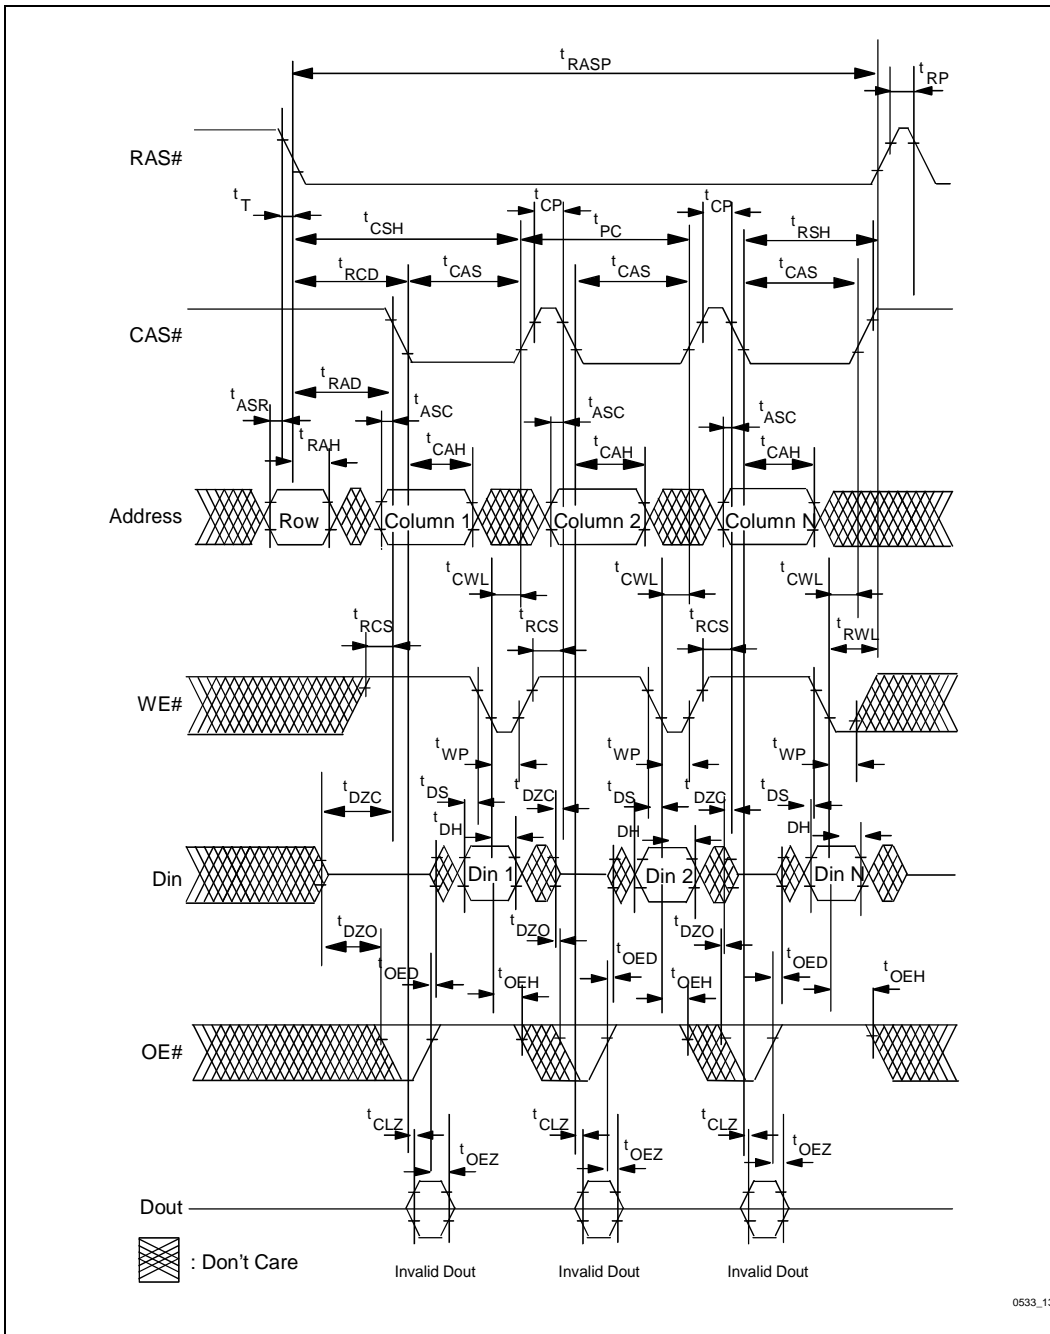 tRASP
tRP
RAS#
tT
tCSH
tCP
tPC
tCP
tRSH
tRCD
tCAS
tCAS
tCAS
CAS#
tRAD
tASR
tASC
tASC
tASC
tRAH
tCAH
tCAH
tCAH
Address
Row
Column 1
Column 2
Column N
tCWL
tCWL
tCWL
tRCS
tRCS
tRCS
tRWL
WE#
tWP
tWP
tWP
tDZC
tDS
tDZC
tDS
tDZC
tDS
tDH
DH
DH
Din
Din 1
Din 2
Din N
tDZO
tDZO
tDZO
tOED
tOED
tOED
tOEH
tOEH
tOEH
OE#
tCLZ
tCLZ
tCLZ
tOEZ
tOEZ
tOEZ
Dout
: Don't Care
Invalid Dout
Invalid Dout
Invalid Dout